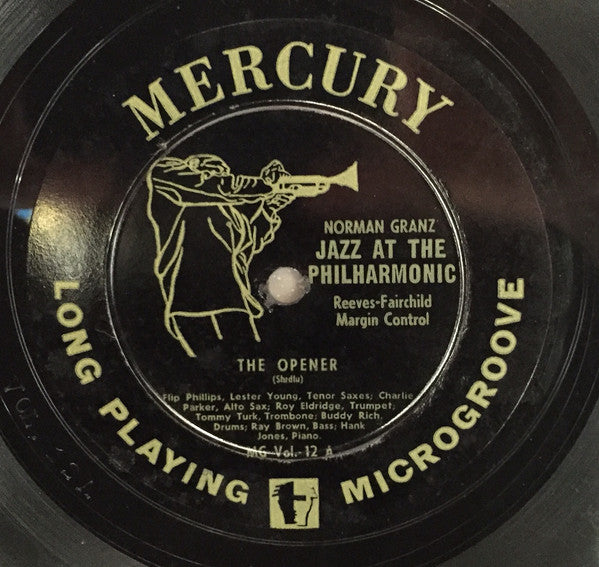 MERCURY
NORMAN GRANZ
JAZZ AT THE
PHILHARMONIC
Reeves-Fairchild
Margin Control
THE OPENER
(Shrdlu)
Flip Phillips, Lester Young, Tenor Saxes; Charlie
Parker, Alto Sax; Roy Eldridge, Trumpet;
Tommy Turk, Trombone; Buddy Rich,
Drums; Ray Brown, Bass; Hank
Jones, Piano.
MG Vol. 12 A
LONG PLAYING MICROGROOVE